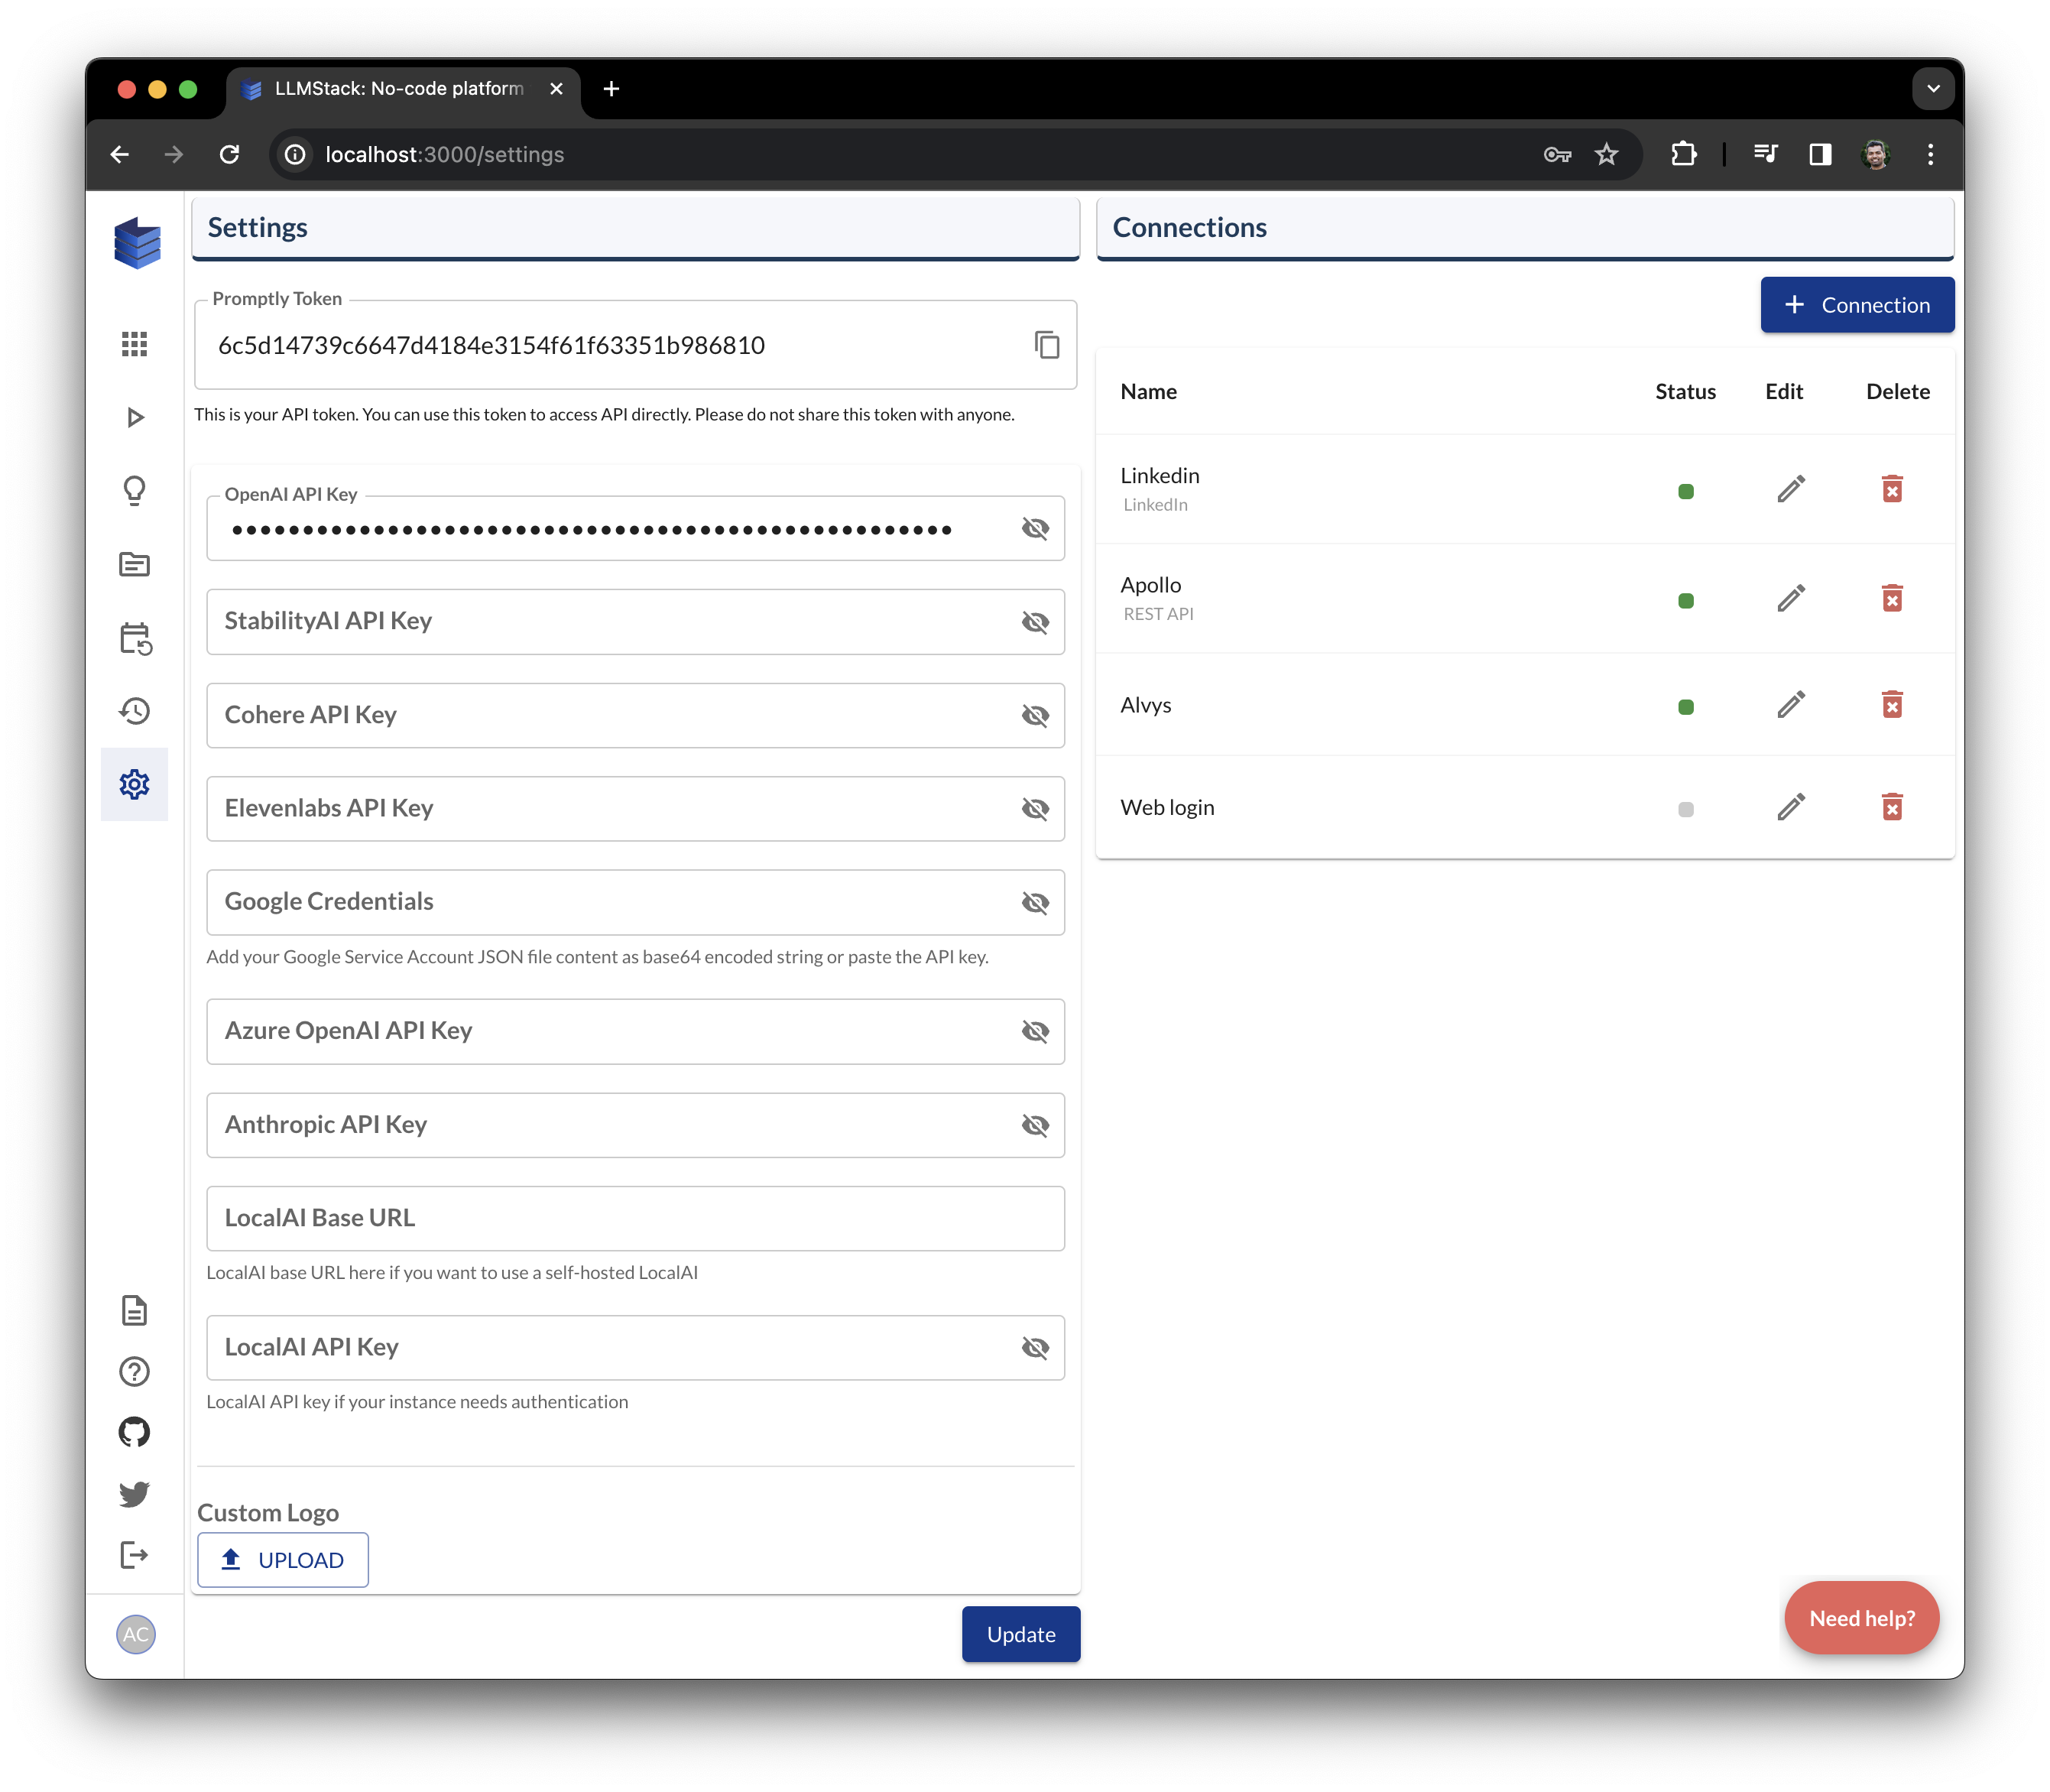 LLMStack: No-code platform
localhost:3000/settings
Settings
Promptly Token
6c5d14739c6647d4184e3154f61f63351b986810
This is your API token. You can use this token to access API directly. Please do not share this token with anyone.
OpenAI API Key
StabilityAI API Key
Cohere API Key
Elevenlabs API Key
Google Credentials
Add your Google Service Account JSON file content as base64 encoded string or paste the API key.
Azure OpenAI API Key
Anthropic API Key
LocalAI Base URL
LocalAI base URL here if you want to use a self-hosted LocalAI
LocalAI API Key
LocalAI API key if your instance needs authentication
Custom Logo
UPLOAD
Update
AC
Connections
+ Connection
Name Status Edit Delete
Linkedin
LinkedIn
Apollo
REST API
Alvys
Web login
Need help?